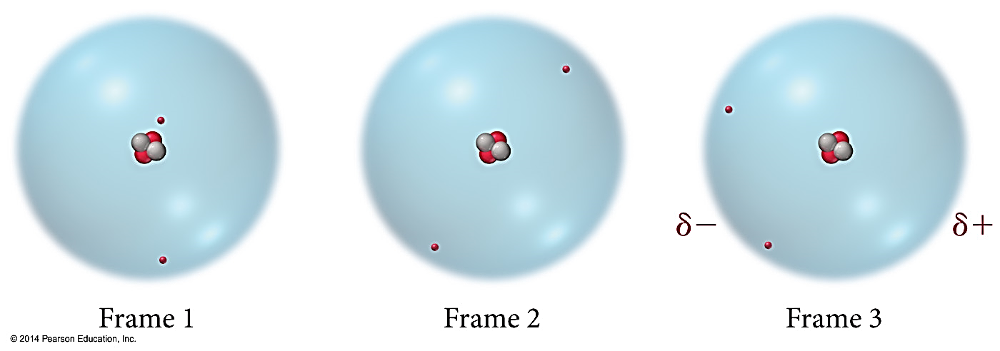 δ−
δ+
Frame 1
Frame 2
Frame 3
© 2014 Pearson Education, Inc.